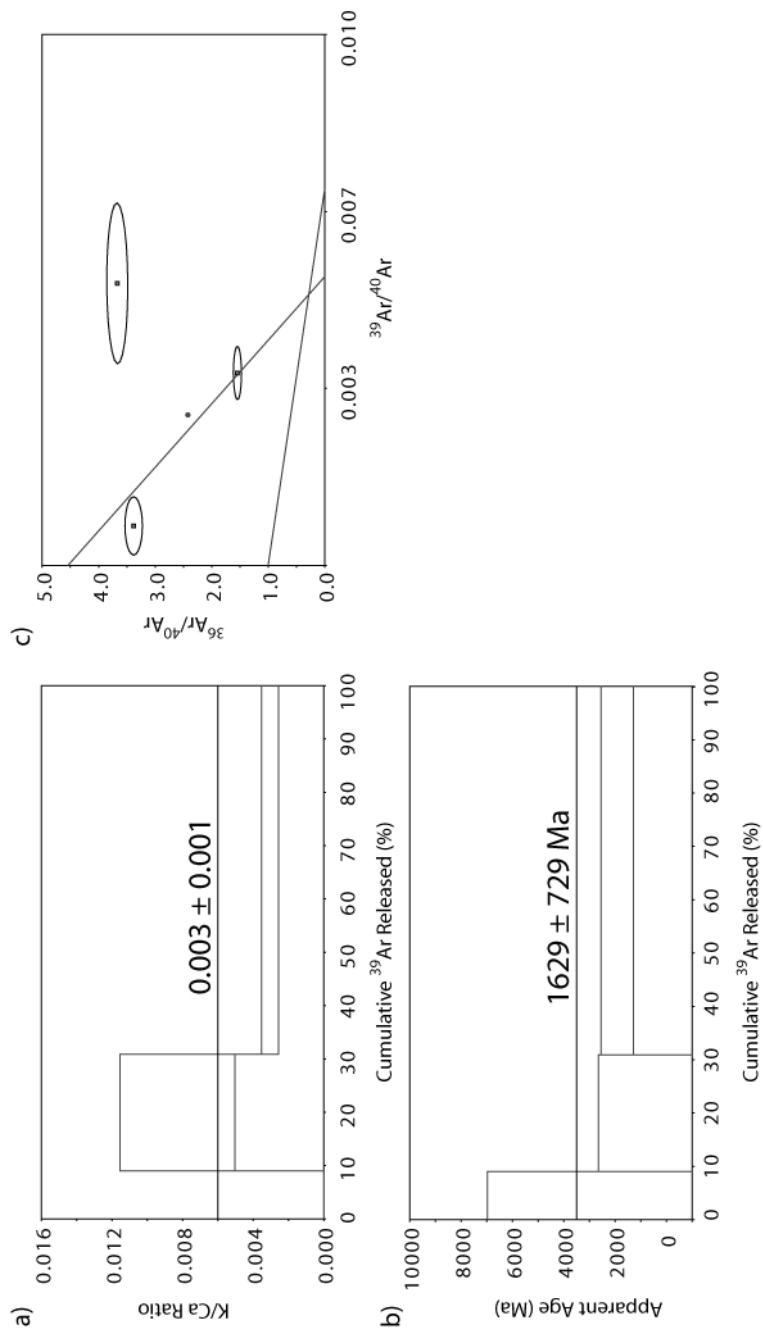 a)
K/Ca Ratio
0.016
0.012
0.008
0.004
0.000
0.003 ± 0.001
0 10 20 30 40 50 60 70 80 90 100
Cumulative ³⁹Ar Released (%)
b)
Apparent Age (Ma)
10000
8000
6000
4000
2000
0
1629 ± 729 Ma
0 10 20 30 40 50 60 70 80 90 100
Cumulative ³⁹Ar Released (%)
c)
³⁶Ar/⁴⁰Ar
5.0
4.0
3.0
2.0
1.0
0.0
0.003 0.007 0.010
³⁹Ar/⁴⁰Ar